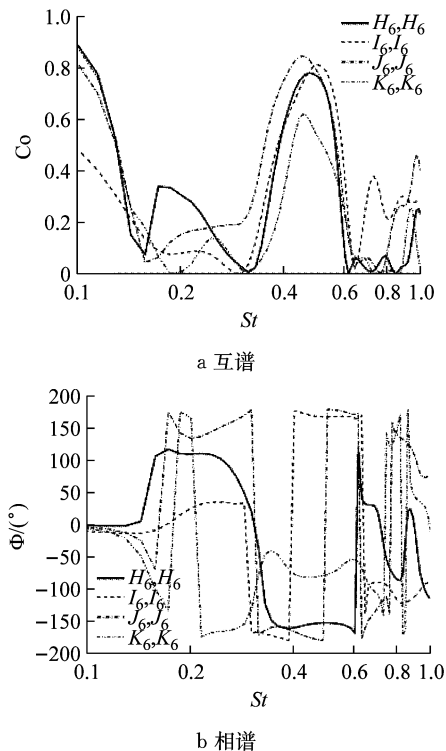 1.0
0.8
0.6
0.4
0.2
0
Co
H₆,H₆
I₆,I₆
J₆,J₆
K₆,K₆
0.1 0.2 0.4 0.6 0.8 1.0
St
a 互谱
200
150
100
50
0
−50
−100
−150
−200
Φ/(°)
H₆,H₆
I₆,I₆
J₆,J₆
K₆,K₆
0.1 0.2 0.4 0.6 0.8 1.0
St
b 相谱